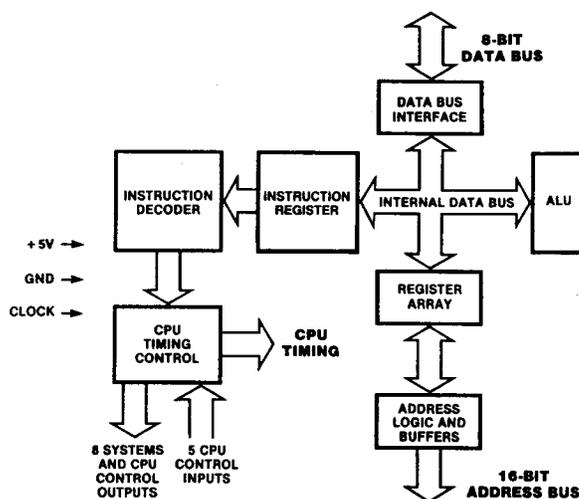 8-BIT
DATA BUS
DATA BUS
INTERFACE
INSTRUCTION
DECODER
INSTRUCTION
REGISTER
INTERNAL DATA BUS
ALU
+5V
GND
CLOCK
REGISTER
ARRAY
CPU
TIMING
CONTROL
CPU
TIMING
ADDRESS
LOGIC AND
BUFFERS
8 SYSTEMS
AND CPU
CONTROL
OUTPUTS
5 CPU
CONTROL
INPUTS
16-BIT
ADDRESS BUS